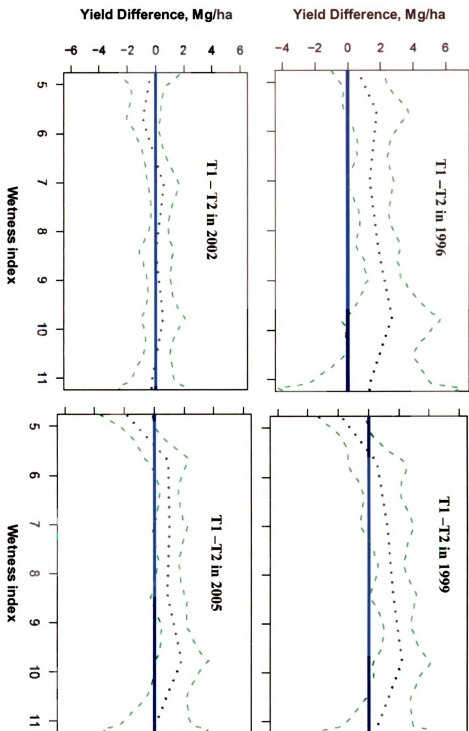 Yield Difference, Mg/ha
−4 −2 0 2 4 6
T1 – T2 in 1996
T1 –T2 in 1999
Yield Difference, Mg/ha
−6 −4 −2 0 2 4 6
T1 – T2 in 2002
5 6 7 8 9 10 11
Wetness index
T1 –T2 in 2005
5 6 7 8 9 10 11
Wetness index